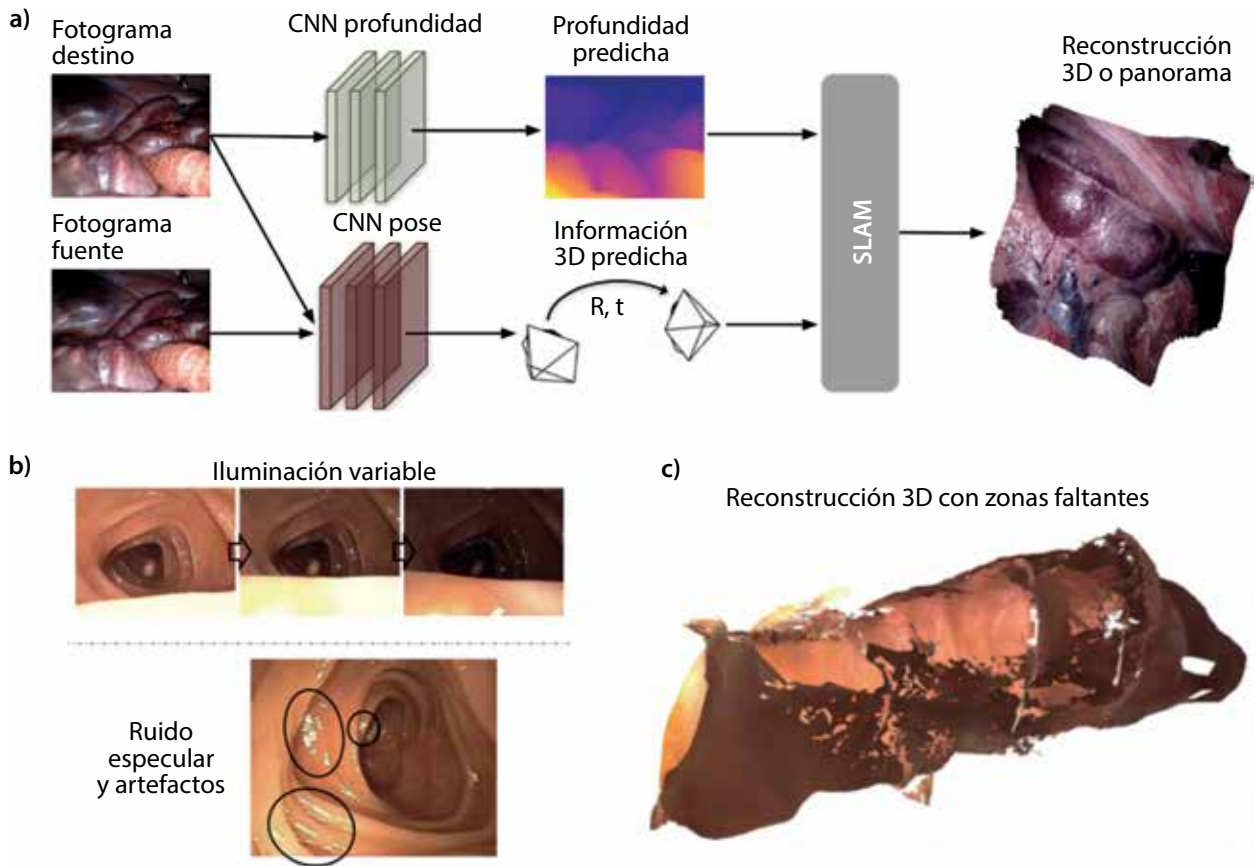 a)
Fotograma
destino
CNN profundidad
Profundidad
predicha
Reconstrucción
3D o panorama
Fotograma
fuente
CNN pose
Información
3D predicha
R, t
SLAM
b)
Iluminación variable
Ruido
especular
y artefactos
c)
Reconstrucción 3D con zonas faltantes